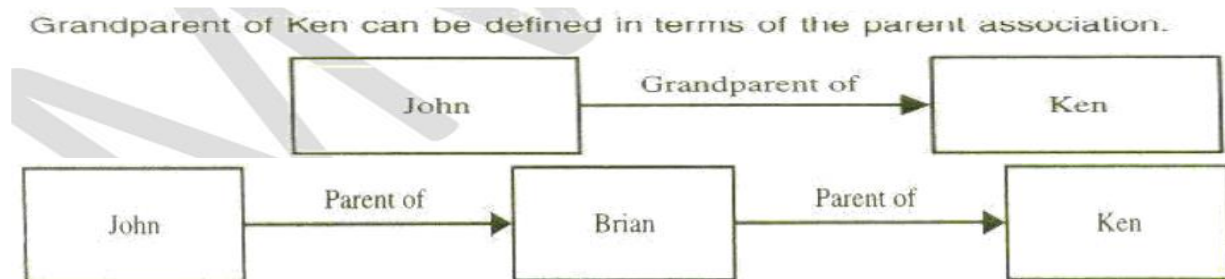 Grandparent of Ken can be defined in terms of the parent association.
Grandparent of
John
Ken
Parent of
Parent of
John
Brian
Ken